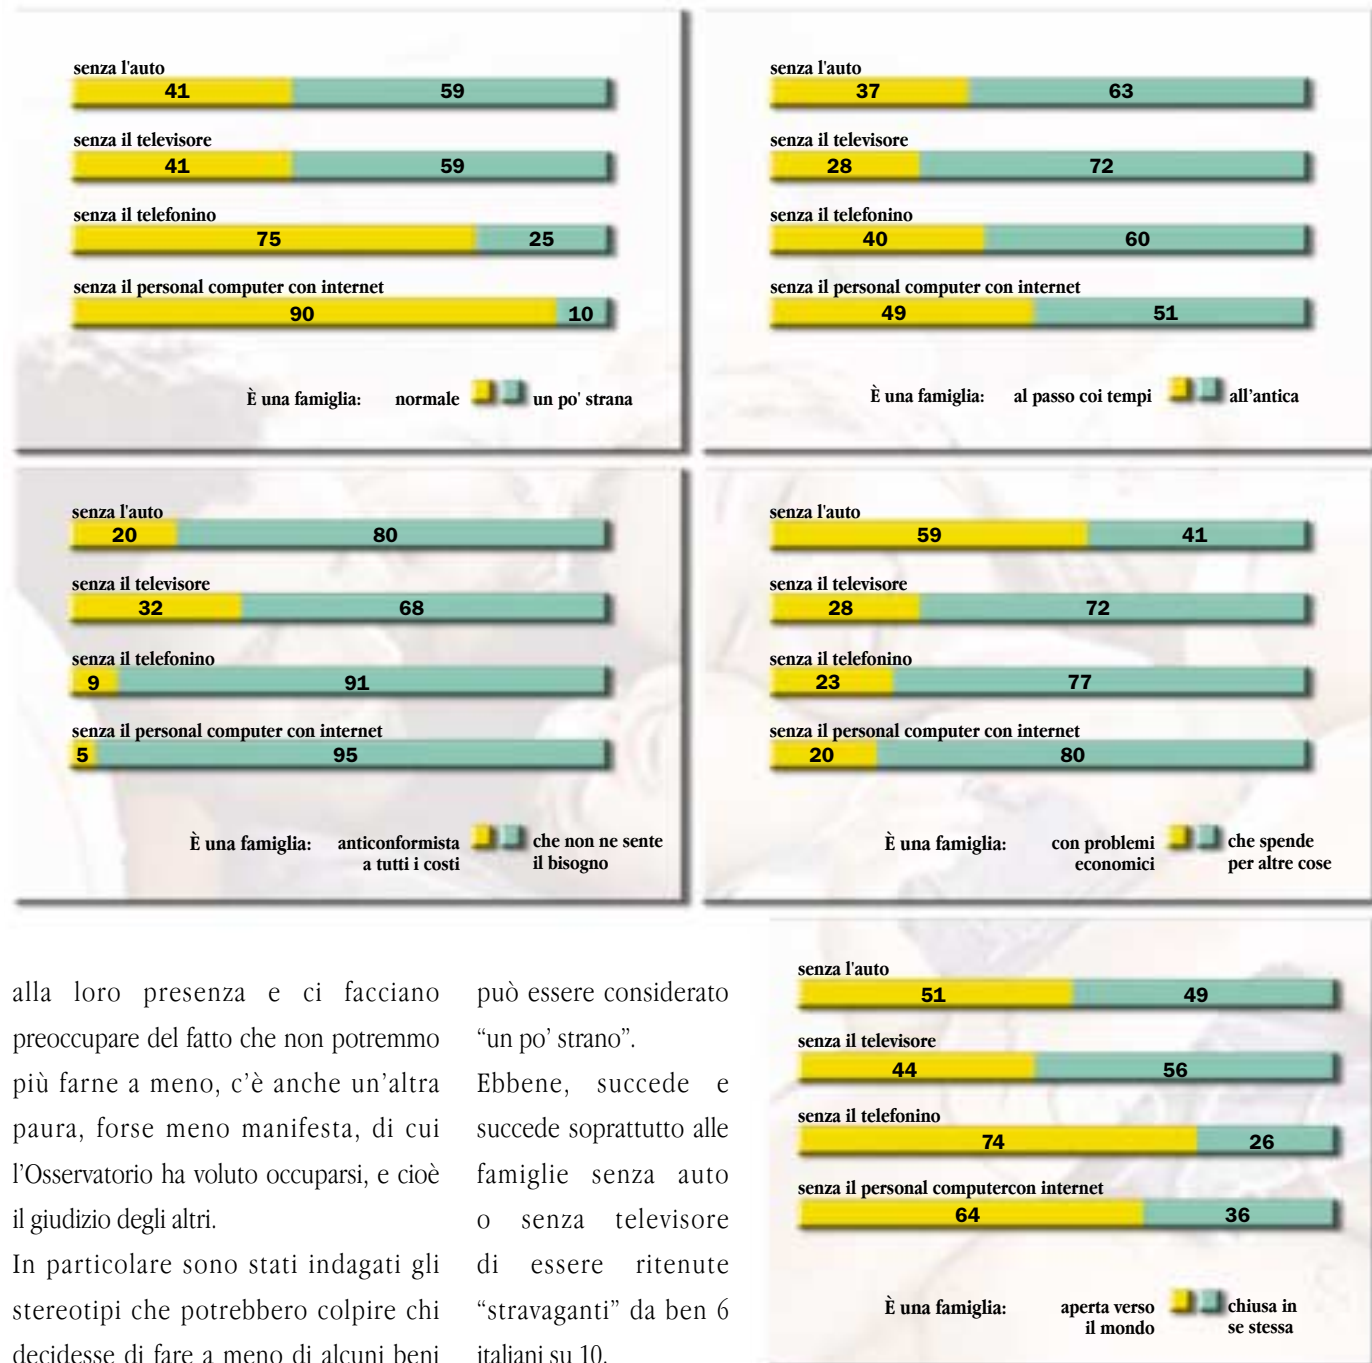 senza l'auto
41 59
senza il televisore
41 59
senza il telefonino
75 25
senza il personal computer con internet
90 10
È una famiglia: normale un po' strana
senza l'auto
37 63
senza il televisore
28 72
senza il telefonino
40 60
senza il personal computer con internet
49 51
È una famiglia: al passo coi tempi all'antica
senza l'auto
20 80
senza il televisore
32 68
senza il telefonino
9 91
senza il personal computer con internet
5 95
È una famiglia: anticonformista che non ne sente
a tutti i costi il bisogno
senza l'auto
59 41
senza il televisore
28 72
senza il telefonino
23 77
senza il personal computer con internet
20 80
È una famiglia: con problemi che spende
economici per altre cose
alla loro presenza e ci facciano
preoccupare del fatto che non potremmo
più farne a meno, c’è anche un’altra
paura, forse meno manifesta, di cui
l’Osservatorio ha voluto occuparsi, e cioè
il giudizio degli altri.
In particolare sono stati indagati gli
stereotipi che potrebbero colpire chi
decidesse di fare a meno di alcuni beni
può essere considerato
“un po’ strano”.
Ebbene, succede e
succede soprattutto alle
famiglie senza auto
o senza televisore
di essere ritenute
“stravaganti” da ben 6
italiani su 10.
senza l'auto
51 49
senza il televisore
44 56
senza il telefonino
74 26
senza il personal computercon internet
64 36
È una famiglia: aperta verso chiusa in
il mondo se stessa